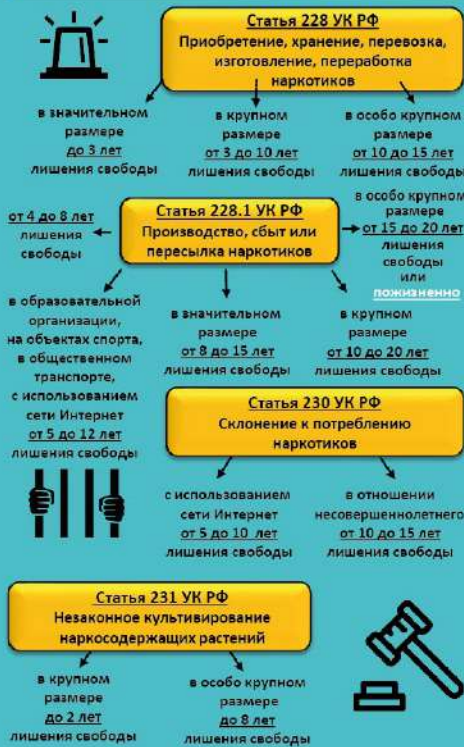 Статья 228 УК РФ
Приобретение, хранение, перевозка,
изготовление, переработка
наркотиков
в значительном
размере
до 3 лет
лишения свободы
в крупном
размере
от 3 до 10 лет
лишения свободы
в особо крупном
размере
от 10 до 15 лет
лишения свободы
Статья 228.1 УК РФ
Производство, сбыт или
пересылка наркотиков
от 4 до 8 лет
лишения
свободы
в особо крупном
размере
от 15 до 20 лет
лишения
свободы
или
пожизненно
в образовательной
организации,
на объектах спорта,
в общественном
транспорте,
с использованием
сети Интернет
от 5 до 12 лет
лишения свободы
в значительном
размере
от 8 до 15 лет
лишения свободы
в крупном
размере
от 10 до 20 лет
лишения свободы
Статья 230 УК РФ
Склонение к потреблению
наркотиков
с использованием
сети Интернет
от 5 до 10 лет
лишения свободы
в отношении
несовершеннолетнего
от 10 до 15 лет
лишения свободы
Статья 231 УК РФ
Незаконное культивирование
наркосодержащих растений
в крупном
размере
до 2 лет
лишения свободы
в особо крупном
размере
до 8 лет
лишения свободы